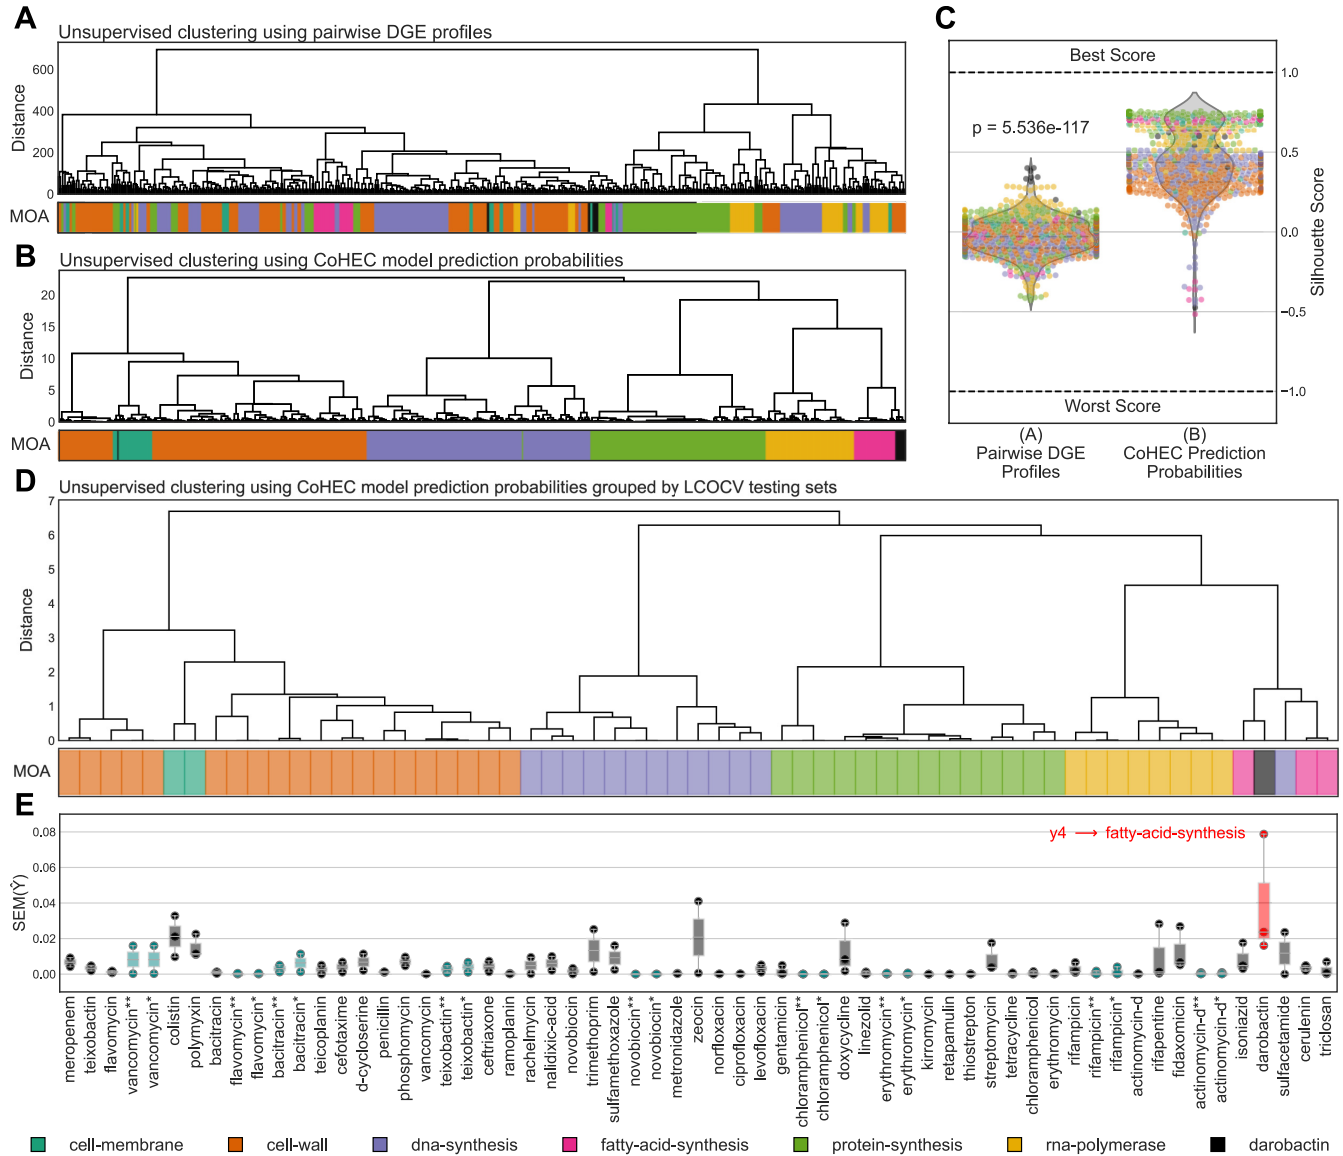 A
Unsupervised clustering using pairwise DGE profiles
Distance
600
400
200
0
MOA
B
Unsupervised clustering using CoHEC model prediction probabilities
Distance
20
15
10
5
0
MOA
C
Best Score
p = 5.536e-117
Worst Score
1.0
0.5
0.0
−0.5
−1.0
Silhouette Score
(A)
Pairwise DGE
Profiles
(B)
CoHEC Prediction
Probabilities
D
Unsupervised clustering using CoHEC model prediction probabilities grouped by LCOCV testing sets
Distance
7
6
5
4
3
2
1
0
MOA
E
SEM(Ŷ)
0.08
0.06
0.04
0.02
0.00
y4 → fatty-acid-synthesis
meropenem
teixobactin
flavomycin
vancomycin**
vancomycin*
colistin
polymyxin
bacitracin
flavomycin**
flavomycin*
bacitracin**
bacitracin*
teicoplanin
cefotaxime
d-cycloserine
penicillin
phosphomycin
vancomycin
teixobactin**
teixobactin*
ceftriaxone
ramoplanin
rachelmycin
nalidixic-acid
novobiocin
trimethoprim
sulfamethoxazole
novobiocin**
novobiocin*
metronidazole
zeocin
norfloxacin
ciprofloxacin
levofloxacin
gentamicin
chloramphenicol**
chloramphenicol*
doxycycline
linezolid
erythromycin**
erythromycin*
kirromycin
retapamulin
thiostrepton
streptomycin
tetracycline
chloramphenicol
erythromycin
rifampicin
rifampicin**
rifampicin*
actinomycin-d
rifapentine
fidaxomicin
actinomycin-d**
actinomycin-d*
isoniazid
darobactin
sulfacetamide
cerulenin
triclosan
cell-membrane
cell-wall
dna-synthesis
fatty-acid-synthesis
protein-synthesis
rna-polymerase
darobactin